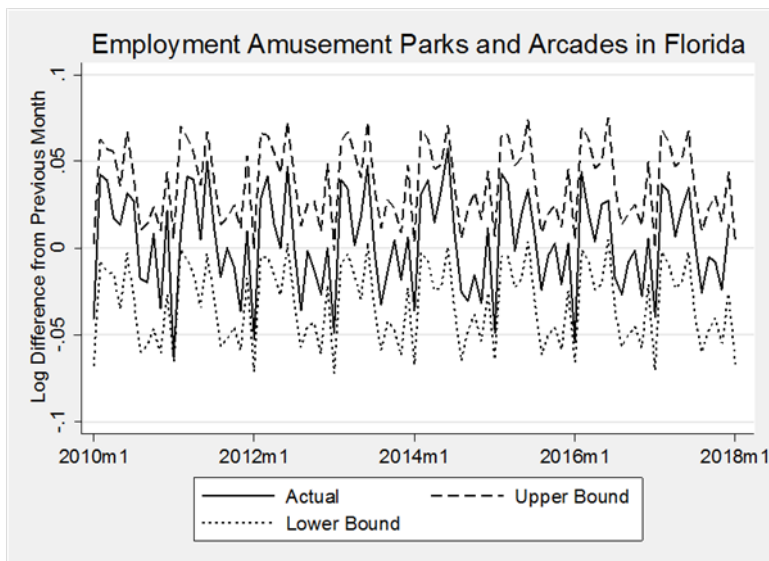 Employment Amusement Parks and Arcades in Florida
Log Difference from Previous Month
.1
.05
0
-.05
-.1
2010m1 2012m1 2014m1 2016m1 2018m1
Actual Upper Bound
Lower Bound